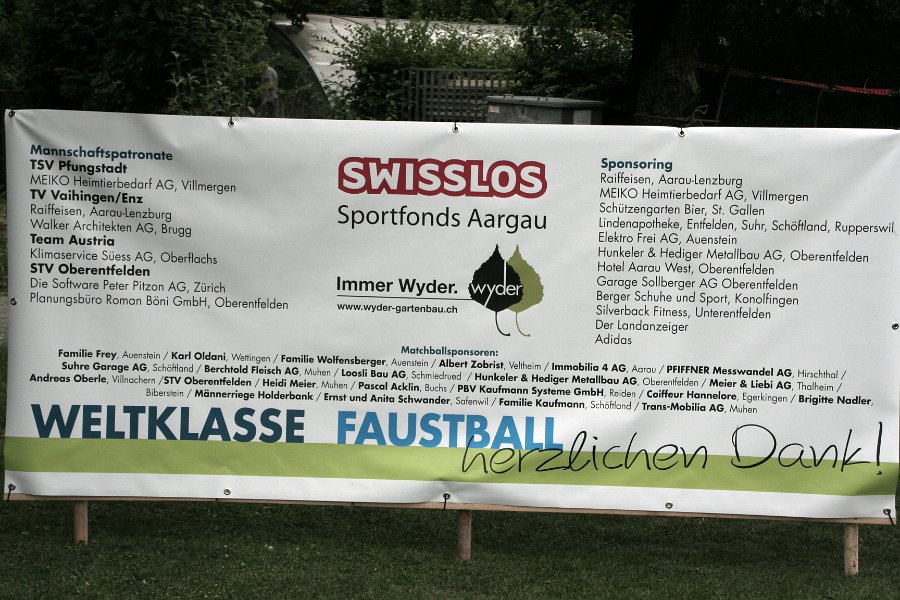 Mannschaftspatronate
TSV Pfungstadt
MEIKO Heimtierbedarf AG, Villmergen
TV Vaihingen/Enz
Raiffeisen, Aarau-Lenzburg
Walker Architekten AG, Brugg
Team Austria
Klimaservice Süess AG, Oberflachs
STV Oberentfelden
Die Software Peter Pitzon AG, Zürich
Planungsbüro Roman Böni GmbH, Oberentfelden
SWISSLOS
Sportfonds Aargau
Immer Wyder.
wyder
www.wyder-gartenbau.ch
Sponsoring
Raiffeisen, Aarau-Lenzburg
MEIKO Heimtierbedarf AG, Villmergen
Schützengarten Bier, St. Gallen
Lindenapotheke, Entfelden, Suhr, Schöftland, Rupperswil
Elektro Frei AG, Auenstein
Hunkeler & Hediger Metallbau AG, Oberentfelden
Hotel Aarau West, Oberentfelden
Garage Sollberger AG Oberentfelden
Berger Schuhe und Sport, Konolfingen
Silverback Fitness, Unterentfelden
Der Landanzeiger
Adidas
Matchballsponsoren:
Familie Frey, Auenstein / Karl Oldani, Wettingen / Familie Wolfensberger, Auenstein / Albert Zobrist, Veltheim / Immobilia 4 AG, Aarau / PFIFFNER Messwandel AG, Hirschthal /
Suhre Garage AG, Schöftland / Berchtold Fleisch AG, Muhen / Loosli Bau AG, Schmiedrued / Hunkeler & Hediger Metallbau AG, Oberentfelden / Meier & Liebi AG, Thalheim /
Andreas Oberle, Villnachern /STV Oberentfelden / Heidi Meier, Muhen / Pascal Acklin, Buchs / PBV Kaufmann Systeme GmbH, Reiden / Coiffeur Hannelore, Egerkingen / Brigitte Nadler,
Biberstein / Männerriege Holderbank / Ernst und Anita Schwander, Safenwil / Familie Kaufmann, Schöftland / Trans-Mobilia AG, Muhen
WELTKLASSE FAUSTBALL
herzlichen Dank!